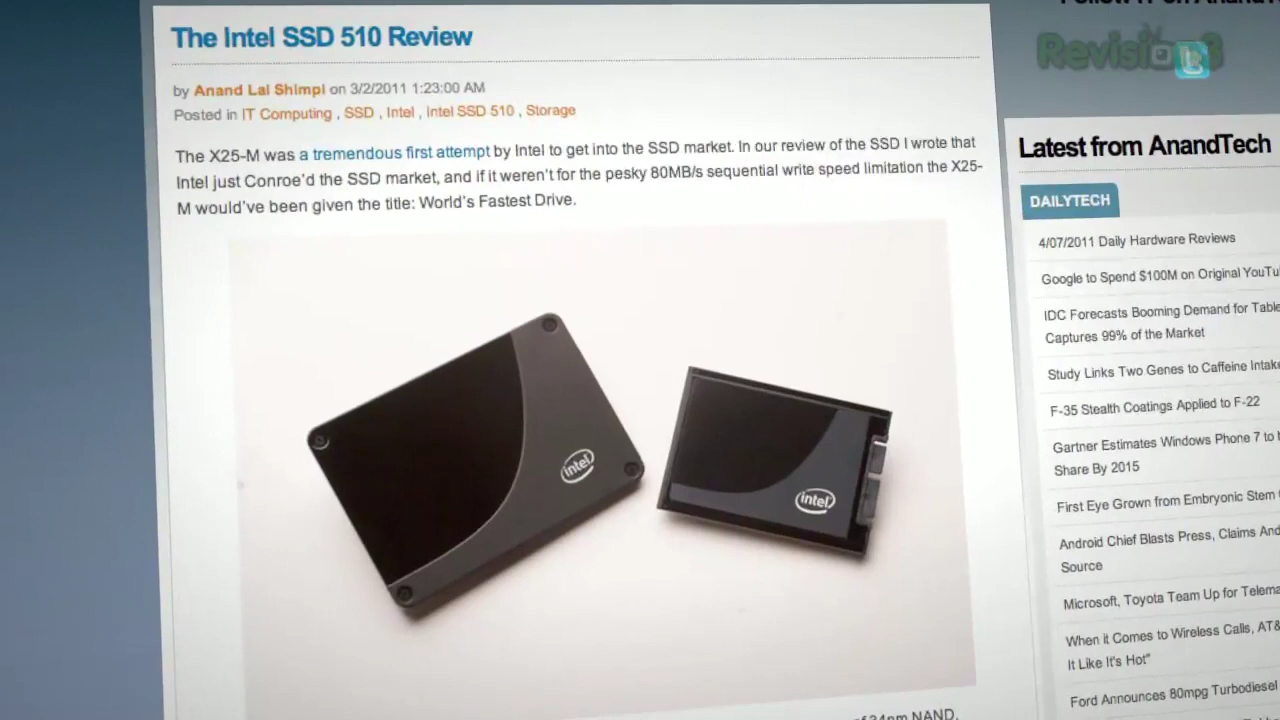 The Intel SSD 510 Review
by Anand Lal Shimpi on 3/2/2011 1:23:00 AM
Posted in IT Computing , SSD , Intel , Intel SSD 510 , Storage
The X25-M was a tremendous first attempt by Intel to get into the SSD market. In our review of the SSD I wrote that
Intel just Conroe'd the SSD market, and if it weren't for the pesky 80MB/s sequential write speed limitation the X25-
M would've been given the title: World's Fastest Drive.
intel
intel
34nm NAND,
Revision3
Latest from AnandTech
DAILYTECH
4/07/2011 Daily Hardware Reviews
Google to Spend $100M on Original
IDC Forecasts Booming Demand for
Captures 99% of the Market
Study Links Two Genes to Caffeine
F-35 Stealth Coatings Applied to F-22
Gartner Estimates Windows Phone 7 to
Share By 2015
First Eye Grown from Embryonic Stem
Android Chief Blasts Press, Claims
Source
Microsoft, Toyota Team Up for
When it Comes to Wireless Calls,
It Like It's Hot"
Ford Announces 80mpg Turbodiesel